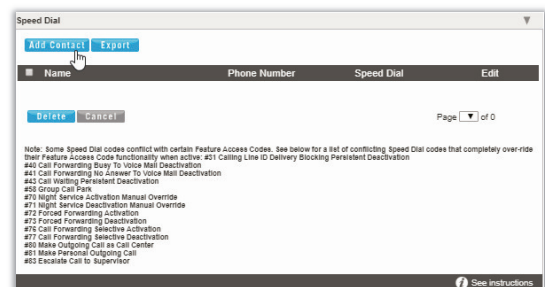 Speed Dial
Add Contact Export
Name Phone Number Speed Dial Edit
Delete Cancel Page of 0
Note: Some Speed Dial codes conflict with certain Feature Access Codes. See below for a list of conflicting Speed Dial codes that completely over-ride
their Feature Access Code functionality when active: #31 Calling Line ID Delivery Blocking Persistent Deactivation
#40 Call Forwarding Busy To Voice Mail Deactivation
#41 Call Forwarding No Answer To Voice Mail Deactivation
#43 Call Waiting Persistent Deactivation
#58 Group Call Park
#70 Night Service Activation Manual Override
#71 Night Service Deactivation Manual Override
#72 Forced Forwarding Activation
#73 Forced Forwarding Deactivation
#76 Call Forwarding Selective Activation
#77 Call Forwarding Selective Deactivation
#80 Make Outgoing Call as Call Center
#81 Make Personal Outgoing Call
#83 Escalate Call to Supervisor
See instructions